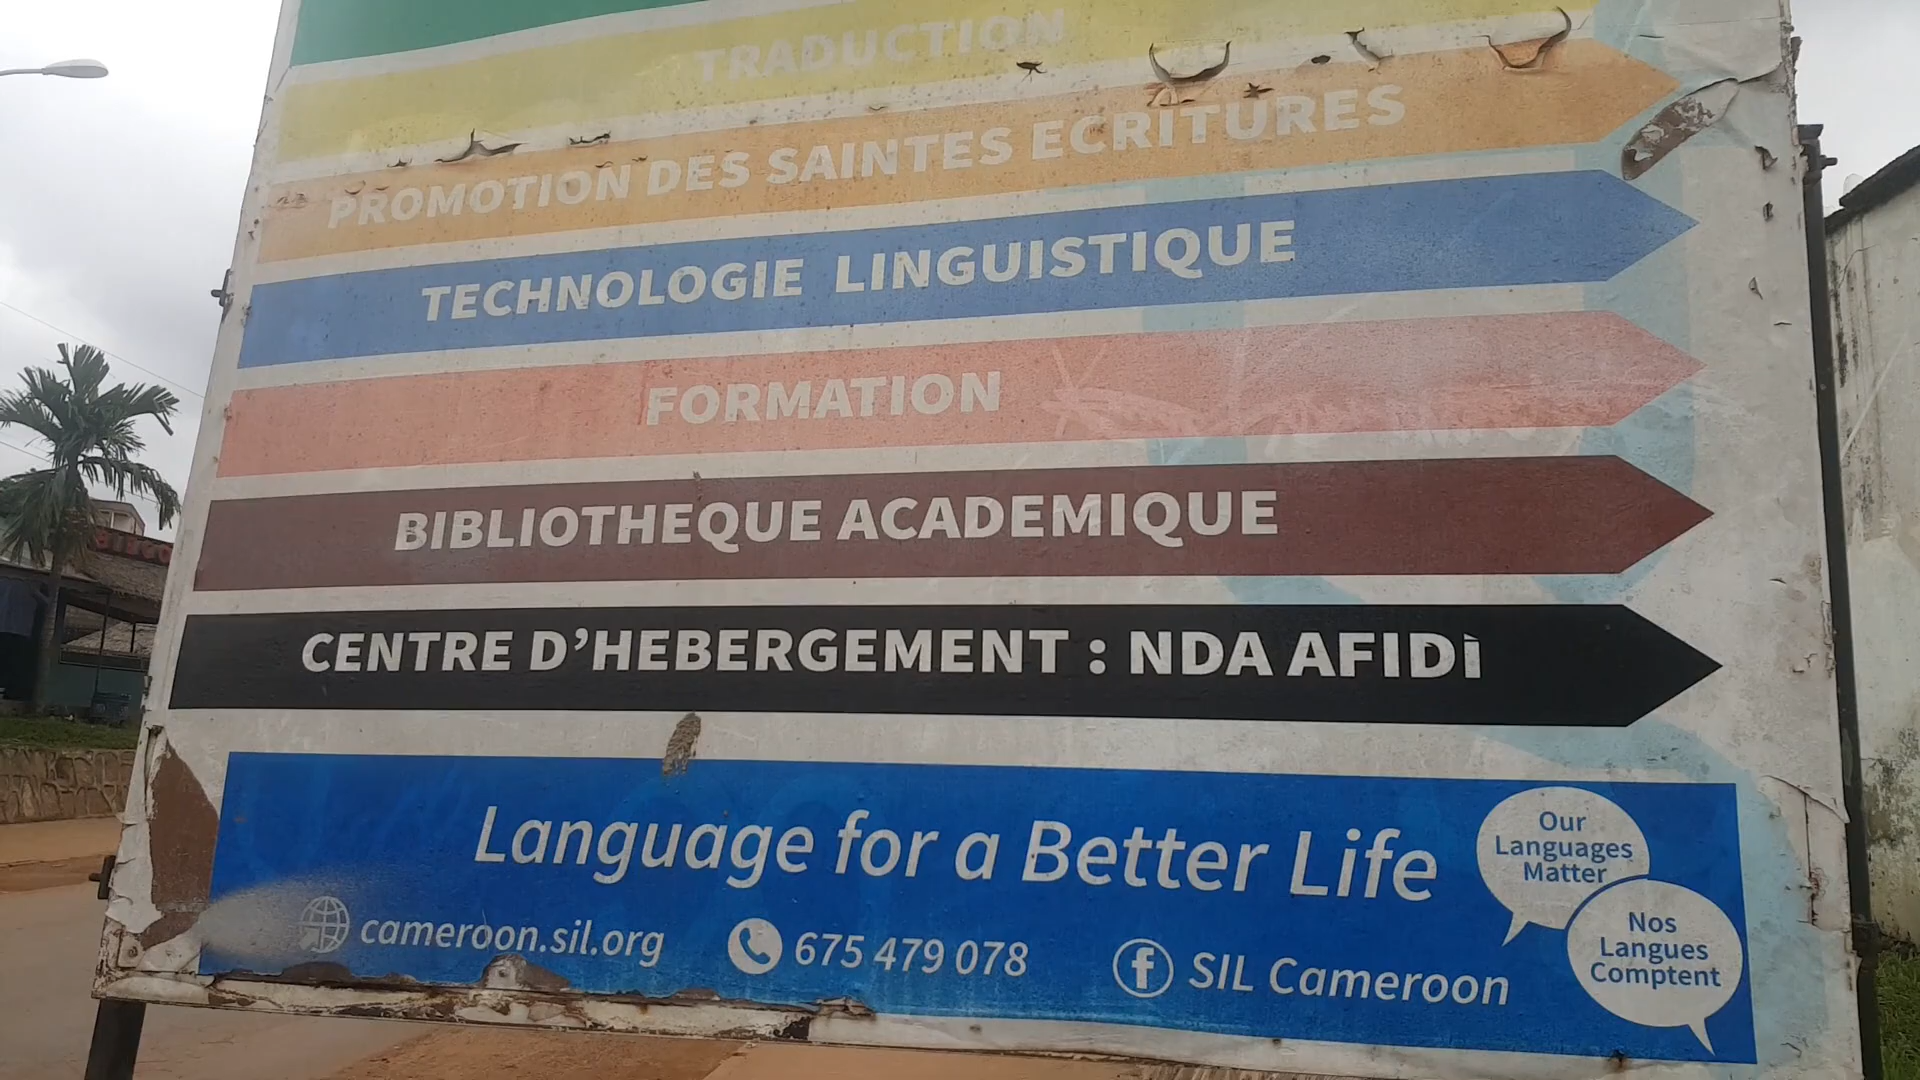 TRADUCTION
PROMOTION DES SAINTES ECRITURES
TECHNOLOGIE LINGUISTIQUE
FORMATION
BIBLIOTHEQUE ACADEMIQUE
CENTRE D’HEBERGEMENT : NDA AFIDì
Language for a Better Life
cameroon.sil.org
675 479 078
SIL Cameroon
Our
Languages
Matter
Nos
Langues
Comptent